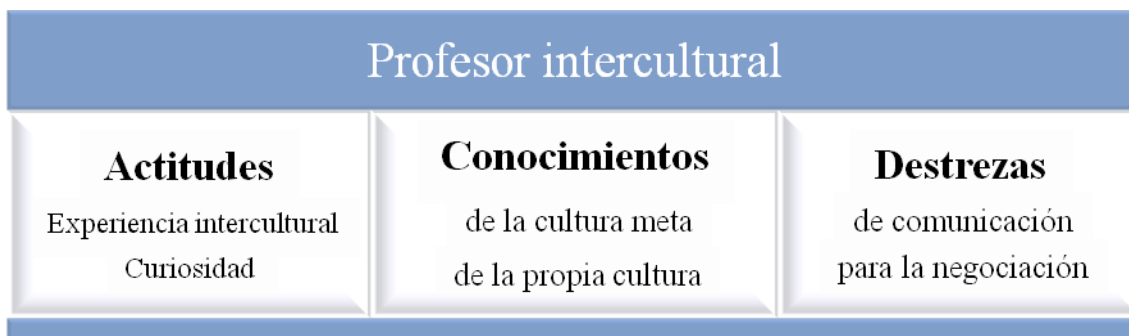 Profesor intercultural
Actitudes
Experiencia intercultural
Curiosidad
Conocimientos
de la cultura meta
de la propia cultura
Destrezas
de comunicación
para la negociación